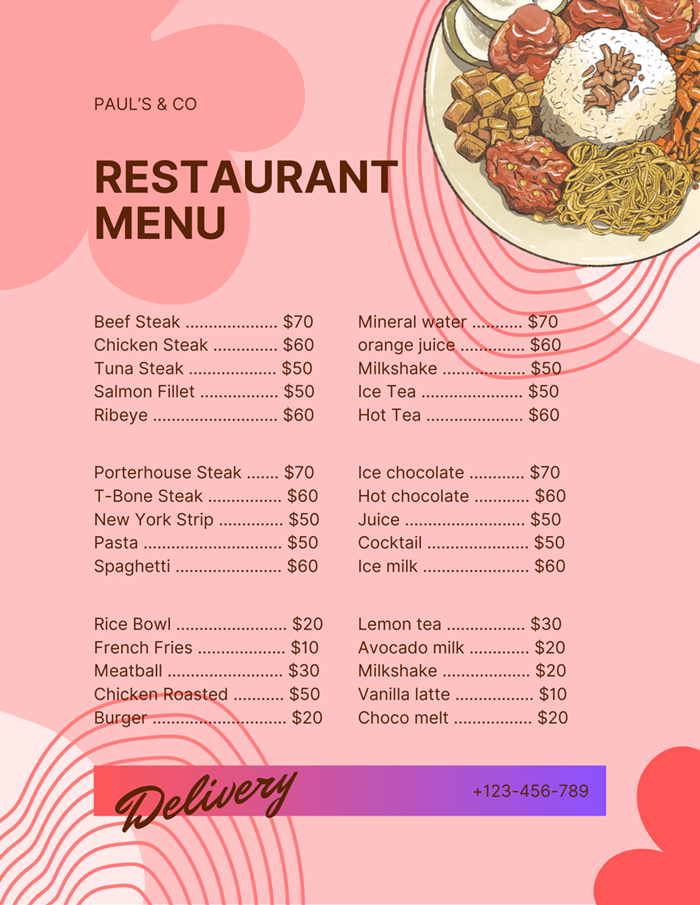 PAUL'S & CO
RESTAURANT
MENU
Beef Steak .................... $70
Chicken Steak ................ $60
Tuna Steak ................... $50
Salmon Fillet ................. $50
Ribeye ........................... $60
Porterhouse Steak ....... $70
T-Bone Steak ................ $60
New York Strip .............. $50
Pasta .............................. $50
Spaghetti ....................... $60
Rice Bowl ........................ $20
French Fries ................... $10
Meatball ......................... $30
Chicken Roasted ........... $50
Burger ............................. $20
Mineral water ........... $70
orange juice .............. $60
Milkshake .................. $50
Ice Tea ...................... $50
Hot Tea ..................... $60
Ice chocolate ............ $70
Hot chocolate ............ $60
Juice .......................... $50
Cocktail ...................... $50
Ice milk ....................... $60
Lemon tea ................. $30
Avocado milk ............. $20
Milkshake ................... $20
Vanilla latte ................. $10
Choco melt ................. $20
Delivery
+123-456-789